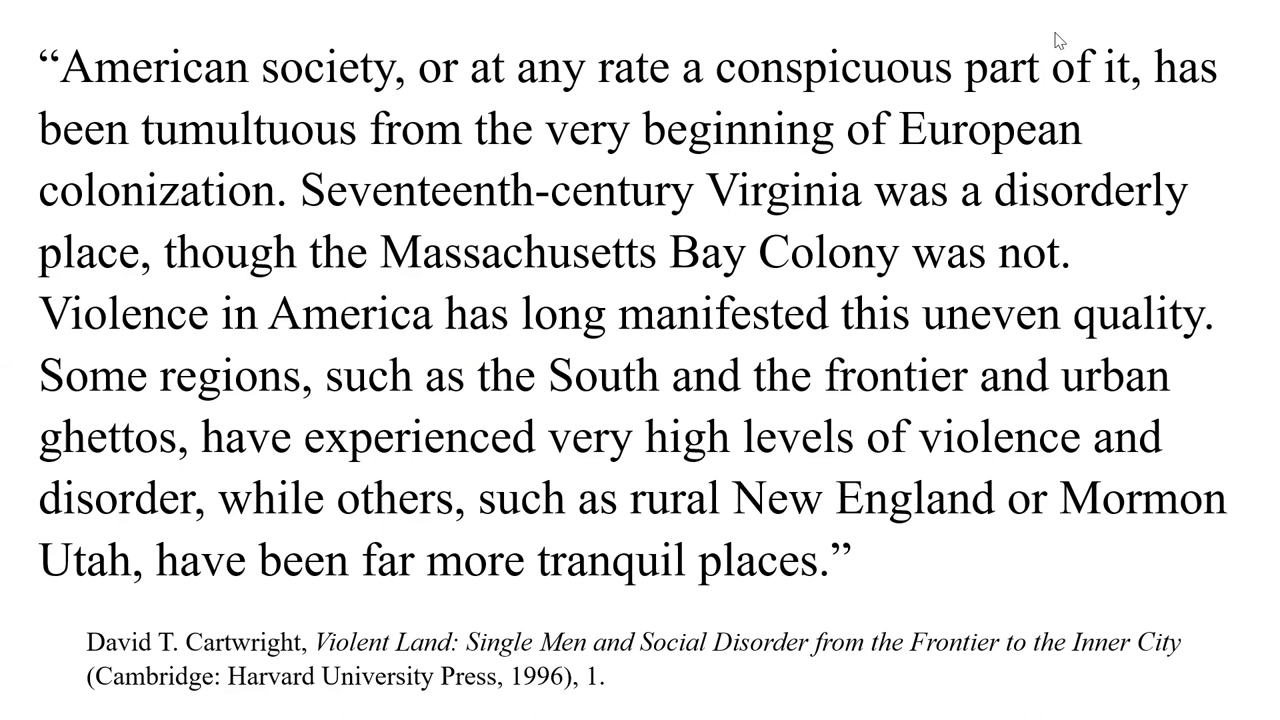 “American society, or at any rate a conspicuous part of it, has
been tumultuous from the very beginning of European
colonization. Seventeenth-century Virginia was a disorderly
place, though the Massachusetts Bay Colony was not.
Violence in America has long manifested this uneven quality.
Some regions, such as the South and the frontier and urban
ghettos, have experienced very high levels of violence and
disorder, while others, such as rural New England or Mormon
Utah, have been far more tranquil places.”
David T. Cartwright, Violent Land: Single Men and Social Disorder from the Frontier to the Inner City
(Cambridge: Harvard University Press, 1996), 1.